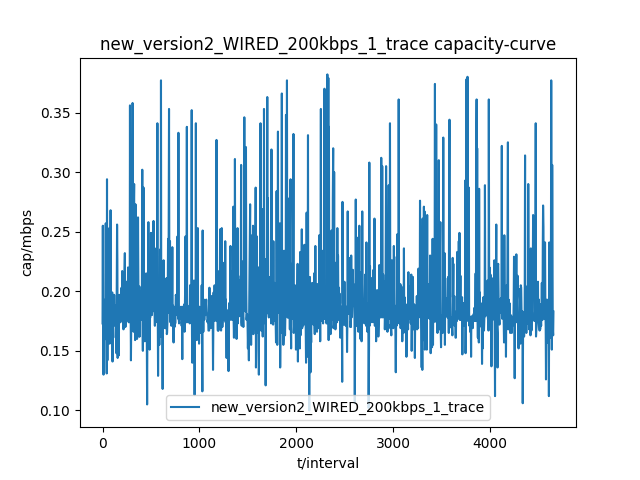 new_version2_WIRED_200kbps_1_trace capacity-curve
cap/mbps
0.35
0.30
0.25
0.20
0.15
0.10
new_version2_WIRED_200kbps_1_trace
0 1000 2000 3000 4000
t/interval